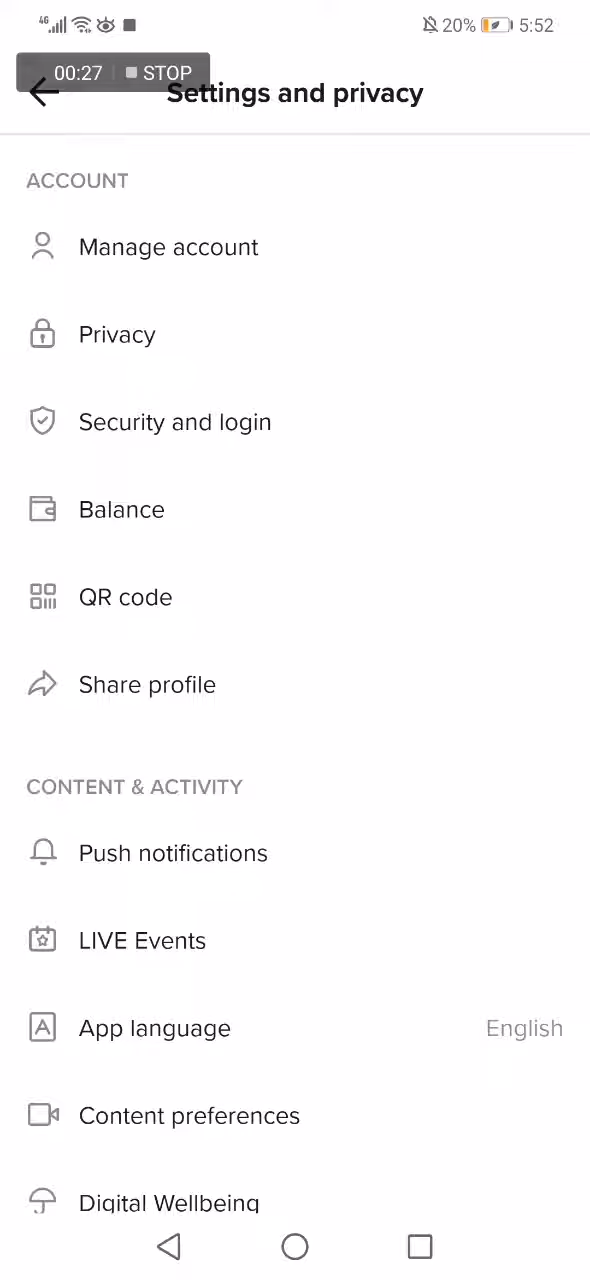 46 20% 5:52
00:27 STOP
Settings and privacy
ACCOUNT
Manage account
Privacy
Security and login
Balance
QR code
Share profile
CONTENT & ACTIVITY
Push notifications
LIVE Events
App language English
Content preferences
Digital Wellbeing